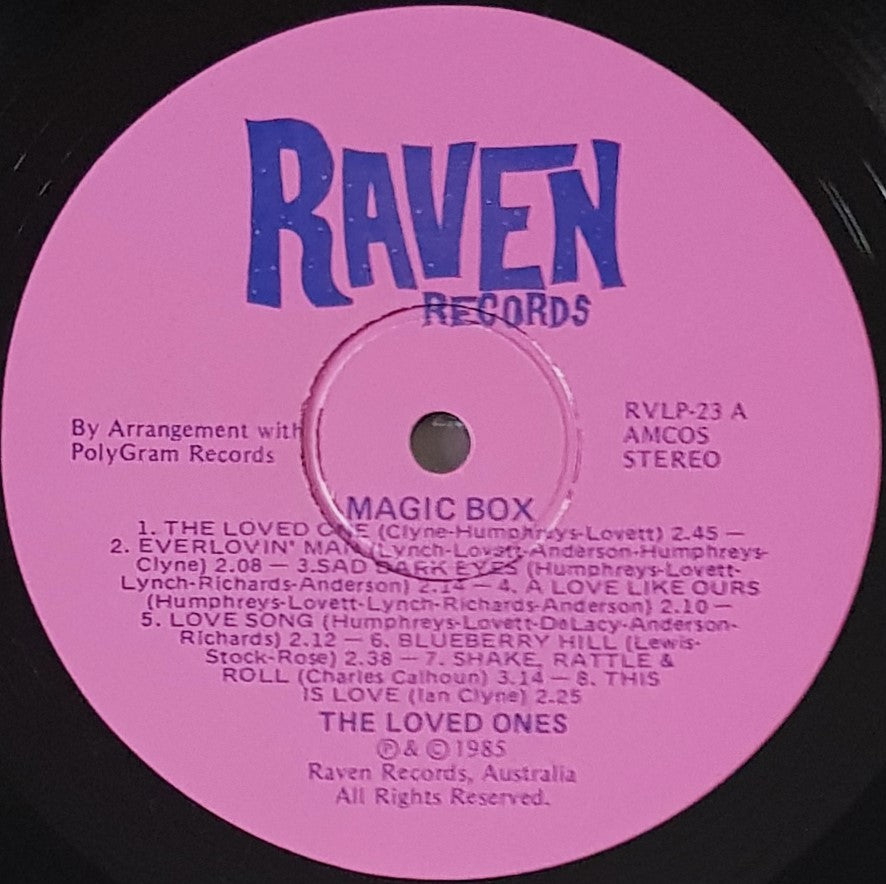 RAVEN
RECORDS
By Arrangement with
PolyGram Records
RVLP-23 A
AMCOS
STEREO
MAGIC BOX
1. THE LOVED ONE (Clyne-Humphreys-Lovett) 2.45 —
2. EVERLOVIN' MAN (Lynch-Lovett-Anderson-Humphreys-
Clyne) 2.08 — 3.SAD DARK EYES (Humphreys-Lovett-
Lynch-Richards-Anderson) 2.14 — 4. A LOVE LIKE OURS
(Humphreys-Lovett-Lynch-Richards-Anderson) 2.10 —
5. LOVE SONG (Humphreys-Lovett-DeLacy-Anderson-
Richards) 2.12 — 6. BLUEBERRY HILL (Lewis-
Stock-Rose) 2.38 — 7. SHAKE, RATTLE &
ROLL (Charles Calhoun) 3.14 — 8. THIS
IS LOVE (Ian Clyne) 2.25
THE LOVED ONES
Ⓟ & © 1985
Raven Records, Australia
All Rights Reserved.